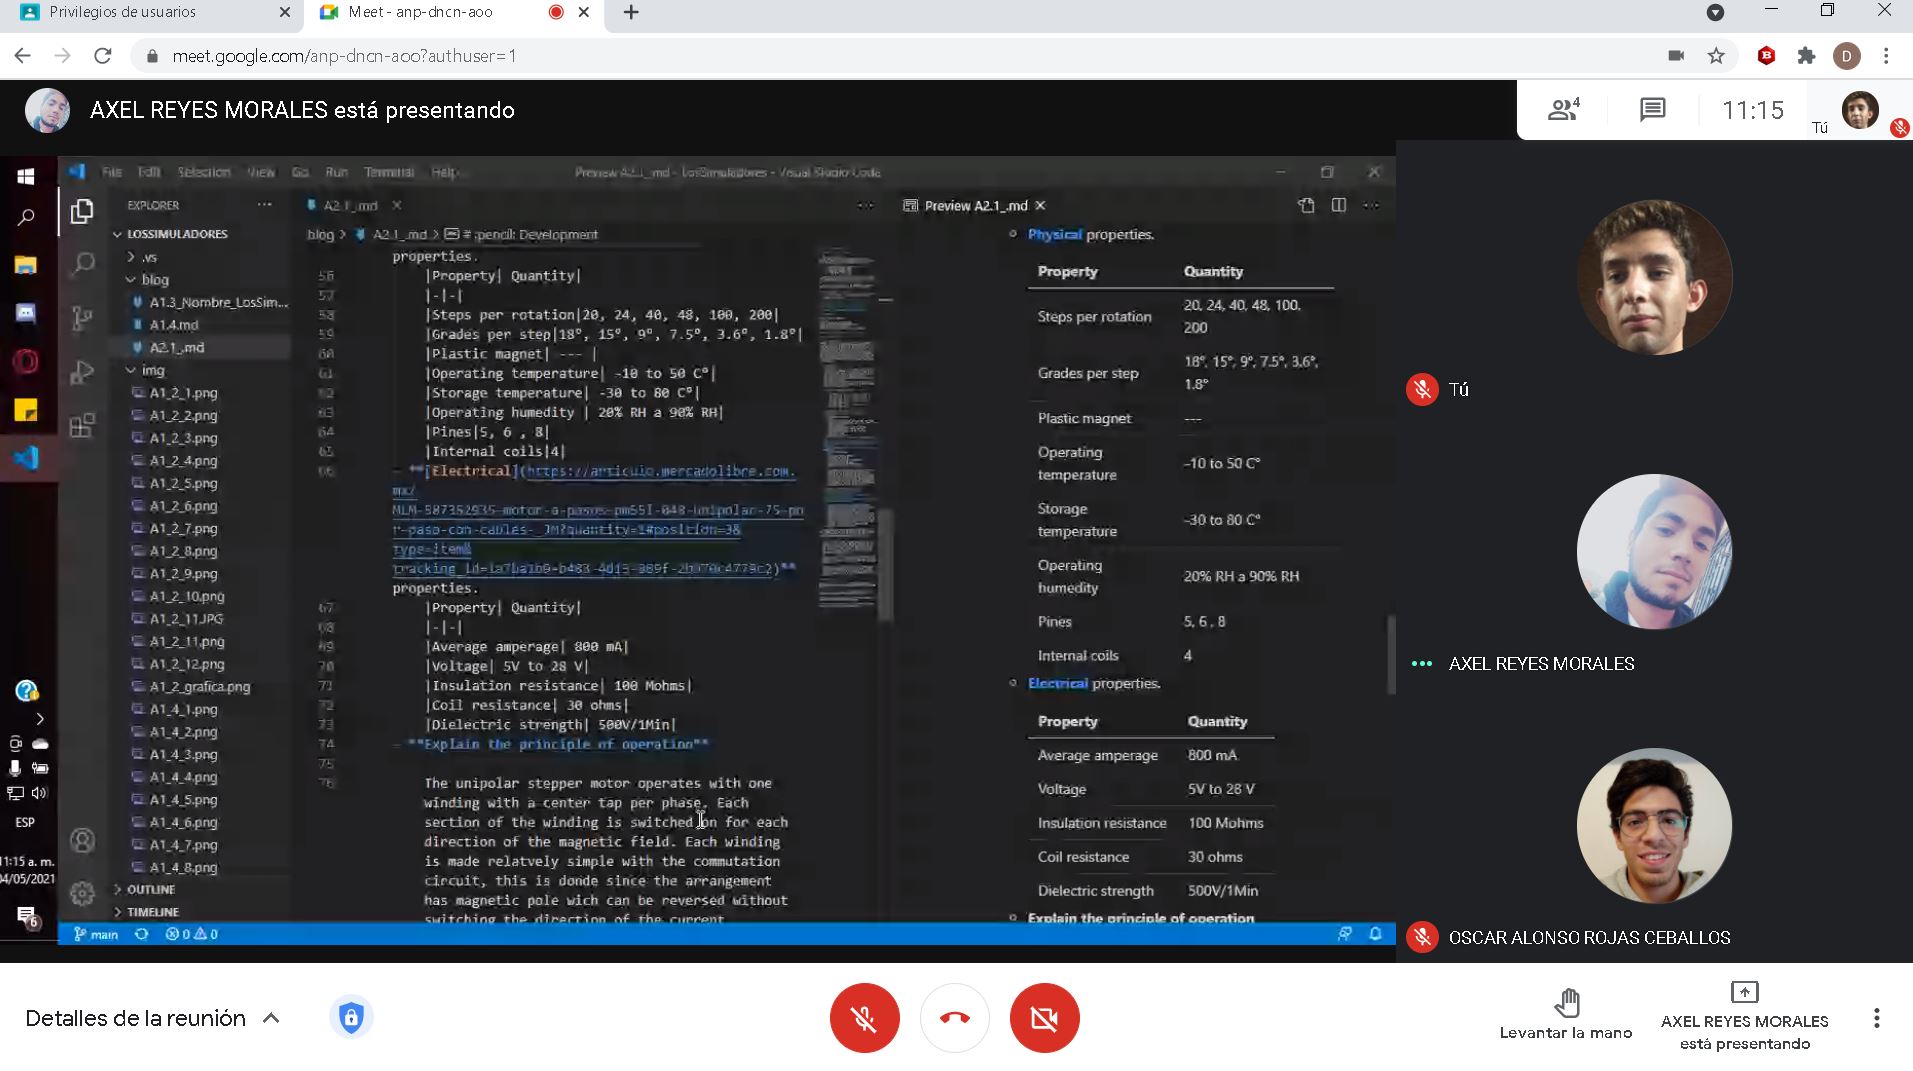 Privilegios de usuarios
Meet - anp-dncn-aoo
meet.google.com/anp-dncn-aoo?authuser=1
D
AXEL REYES MORALES está presentando
4
11:15
Tú
File Edit Selection View Go Run Terminal Help
Preview A2.1_.md - LosSimuladores - Visual Studio Code
EXPLORER
A2.1_.md
Preview A2.1_.md
LOSSIMULADORES
blog > A2.1_.md > # :pencil: Development
.vs
blog
A1.3_Nombre_LosSim...
A1.4.md
A2.1_.md
img
A1_2_1.png
A1_2_2.png
A1_2_3.png
A1_2_4.png
A1_2_5.png
A1_2_6.png
A1_2_7.png
A1_2_8.png
A1_2_9.png
A1_2_10.png
A1_2_11.JPG
A1_2_11.png
A1_2_12.png
A1_2_grafica.png
A1_4_1.png
A1_4_2.png
A1_4_3.png
A1_4_4.png
A1_4_5.png
A1_4_6.png
A1_4_7.png
A1_4_8.png
OUTLINE
TIMELINE
properties.
56 |Property| Quantity|
57 |-|-|
58 |Steps per rotation|20, 24, 40, 48, 100, 200|
59 |Grades per step|18°, 15°, 9°, 7.5°, 3.6°, 1.8°|
60 |Plastic magnet| --- |
61 |Operating temperature| -10 to 50 C°|
62 |Storage temperature| -30 to 80 C°|
63 |Operating humedity | 20% RH a 90% RH|
64 |Pines|5, 6 , 8|
65 |Internal coils|4|
66 - **[Electrical](https://articulo.mercadolibre.com.
mx/
MLM-587352935-motor-a-pasos-pm55l-048-unipolar-75-po
r-paso-con-cables-_JM?quantity=1#position=3&
type=item&
properties.
67 |Property| Quantity|
68 |-|-|
69 |Average amperage| 800 mA|
70 |Voltage| 5V to 28 V|
71 |Insulation resistance| 100 Mohms|
72 |Coil resistance| 30 ohms|
73 |Dielectric strength| 500V/1Min|
74 - **Explain the principle of operation**
75
76
The unipolar stepper motor operates with one
winding with a center tap per phase. Each
section of the winding is switched on for each
direction of the magnetic field. Each winding
is made relatvely simple with the commutation
circuit, this is donde since the arrangement
has magnetic pole wich can be reversed without
switching the direction of the current
Physical properties.
Property Quantity
Steps per rotation 20, 24, 40, 48, 100,
200
Grades per step 18°, 15°, 9°, 7.5°, 3.6°,
1.8°
Plastic magnet ---
Operating
temperature -10 to 50 C°
Storage
temperature -30 to 80 C°
Operating
humedity 20% RH a 90% RH
Pines 5, 6 , 8
Internal coils 4
Electrical properties.
Property Quantity
Average amperage 800 mA
Voltage 5V to 28 V
Insulation resistance 100 Mohms
Coil resistance 30 ohms
Dielectric strength 500V/1Min
Explain the principle of operation
ESP
11:15 a. m.
04/05/2021
6
main
0 0
Tú
AXEL REYES MORALES
OSCAR ALONSO ROJAS CEBALLOS
Detalles de la reunión
Levantar la mano
AXEL REYES MORALES
está presentando